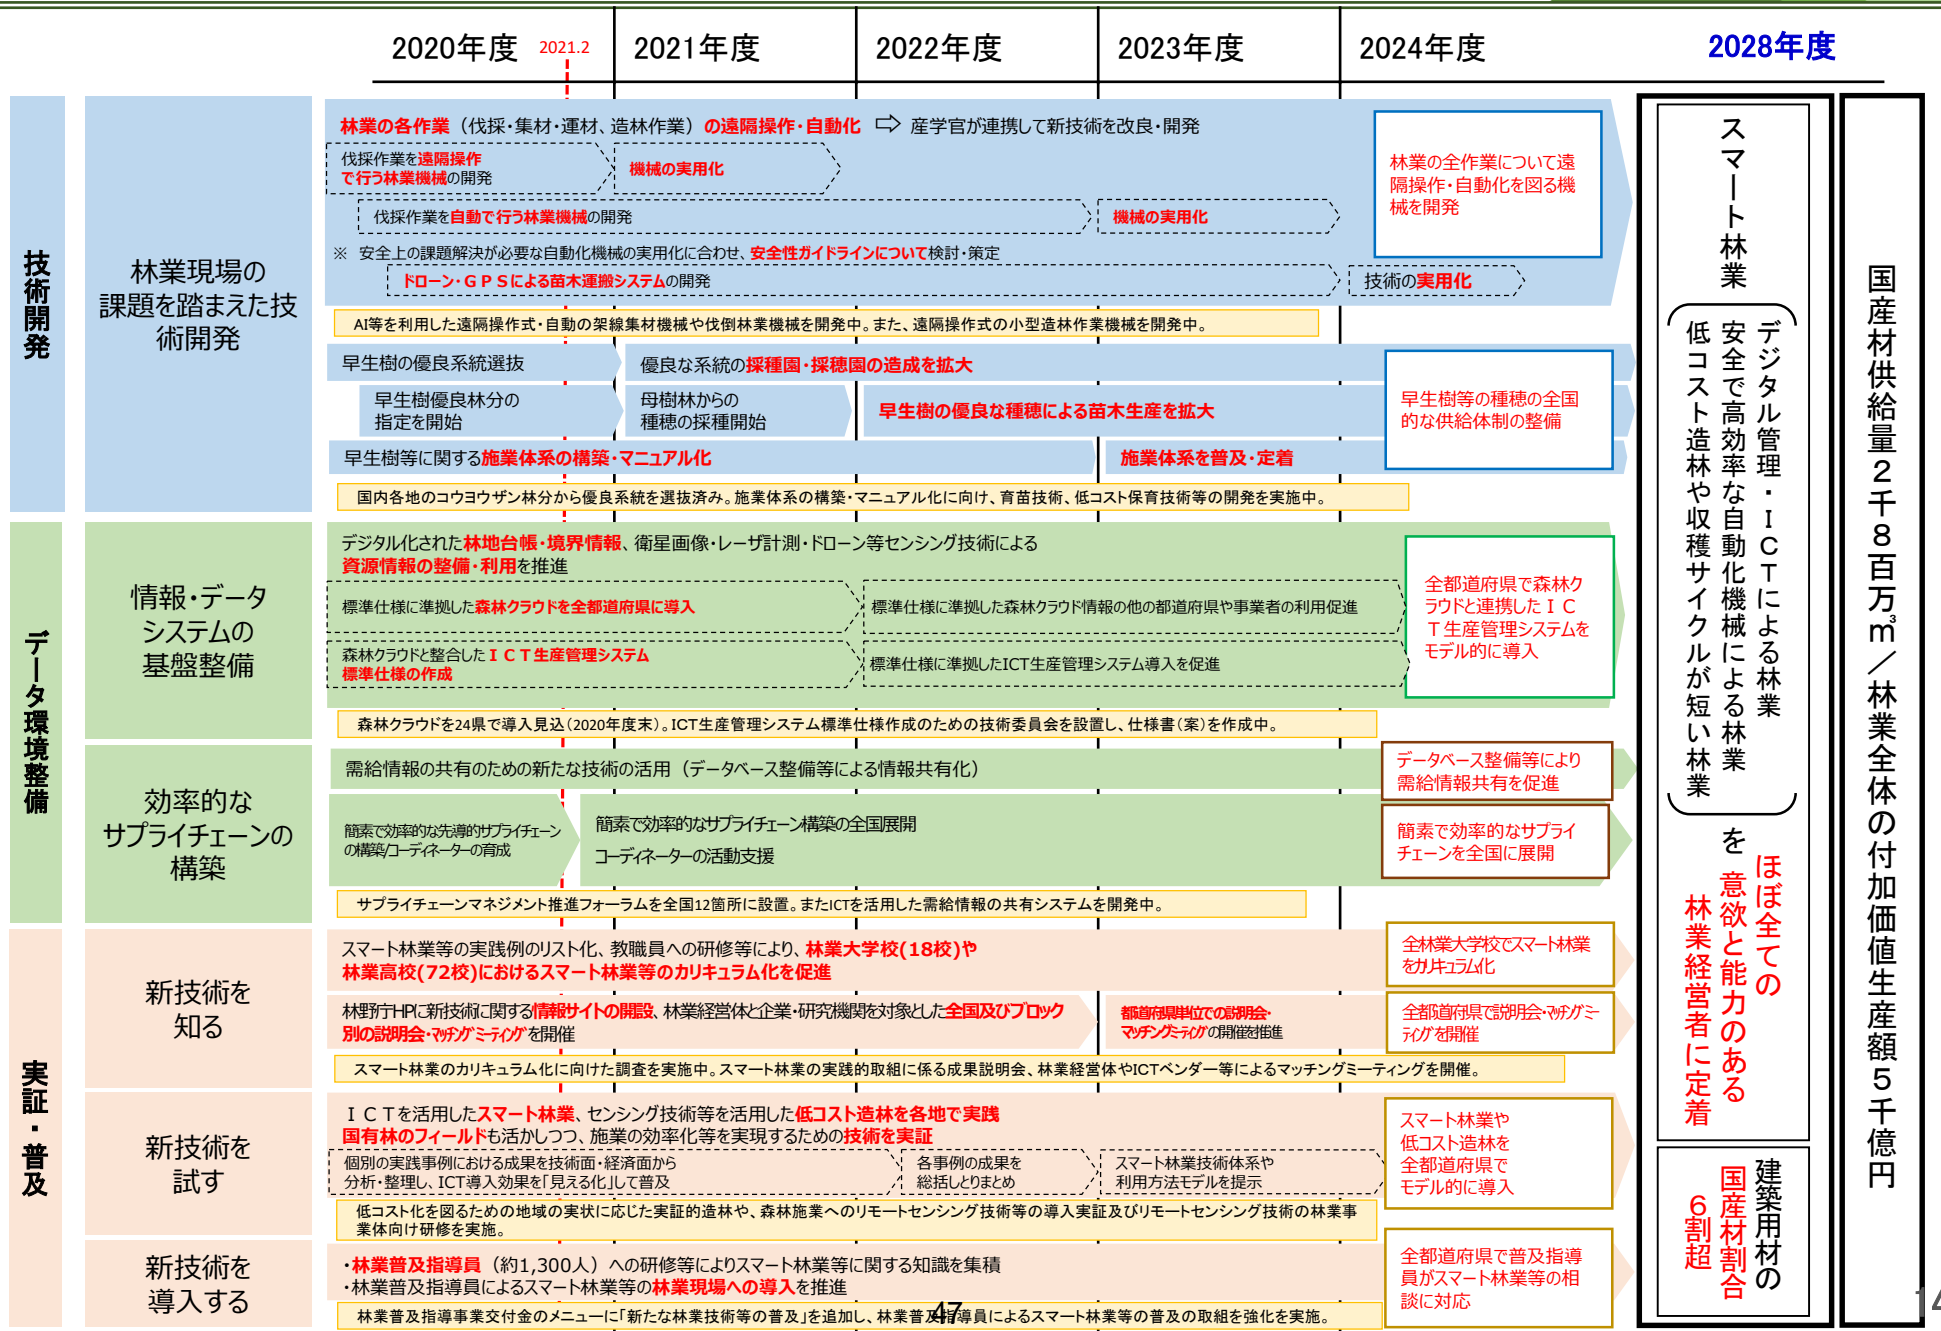 2020年度
2021.2
2021年度
2022年度
2023年度
2024年度
2028年度
技術開発
林業現場の
課題を踏まえた技
術開発
林業の各作業（伐採・集材・運材、造林作業）の遠隔操作・自動化 ⇨ 産学官が連携して新技術を改良・開発
伐採作業を遠隔操作
で行う林業機械の開発
機械の実用化
伐採作業を自動で行う林業機械の開発
機械の実用化
※ 安全上の課題解決が必要な自動化機械の実用化に合わせ、安全性ガイドラインについて検討・策定
ドローン・ＧＰＳによる苗木運搬システムの開発
技術の実用化
林業の全作業について遠
隔操作・自動化を図る機
械を開発
AI等を利用した遠隔操作式・自動の架線集材機械や伐倒林業機械を開発中。また、遠隔操作式の小型造林作業機械を開発中。
早生樹の優良系統選抜
優良な系統の採種園・採穂園の造成を拡大
早生樹優良林分の
指定を開始
母樹林からの
種穂の採種開始
早生樹の優良な種穂による苗木生産を拡大
早生樹等に関する施業体系の構築・マニュアル化
施業体系を普及・定着
早生樹等の種穂の全国
的な供給体制の整備
国内各地のコウヨウザン林分から優良系統を選抜済み。施業体系の構築・マニュアル化に向け、育苗技術、低コスト保育技術等の開発を実施中。
データ環境整備
情報・データ
システムの
基盤整備
デジタル化された林地台帳・境界情報、衛星画像・レーザ計測・ドローン等センシング技術による
資源情報の整備・利用を推進
標準仕様に準拠した森林クラウドを全都道府県に導入
標準仕様に準拠した森林クラウド情報の他の都道府県や事業者の利用促進
森林クラウドと整合したＩＣＴ生産管理システム
標準仕様の作成
標準仕様に準拠したICT生産管理システム導入を促進
全都道府県で森林ク
ラウドと連携したＩＣ
Ｔ生産管理システムを
モデル的に導入
森林クラウドを24県で導入見込（2020年度末）。ICT生産管理システム標準仕様作成のための技術委員会を設置し、仕様書（案）を作成中。
効率的な
サプライチェーンの
構築
需給情報の共有のための新たな技術の活用（データベース整備等による情報共有化）
データベース整備等により
需給情報共有を促進
簡素で効率的な先導的サプライチェーン
の構築/コーディネーターの育成
簡素で効率的なサプライチェーン構築の全国展開
コーディネーターの活動支援
簡素で効率的なサプライ
チェーンを全国に展開
サプライチェーンマネジメント推進フォーラムを全国12箇所に設置。またICTを活用した需給情報の共有システムを開発中。
実証・普及
新技術を
知る
スマート林業等の実践例のリスト化、教職員への研修等により、林業大学校(18校)や
林業高校(72校)におけるスマート林業等のカリキュラム化を促進
全林業大学校でスマート林業
をカリキュラム化
林野庁HPに新技術に関する情報サイトの開設、林業経営体と企業・研究機関を対象とした全国及びブロック
別の説明会・マッチングミーティングを開催
都道府県単位での説明会・
マッチングミーティングの開催を推進
全都道府県で説明会・マッチングミー
ティングを開催
スマート林業のカリキュラム化に向けた調査を実施中。スマート林業の実践的取組に係る成果説明会、林業経営体やICTベンダー等によるマッチングミーティングを開催。
新技術を
試す
ＩＣＴを活用したスマート林業、センシング技術等を活用した低コスト造林を各地で実践
国有林のフィールドも活かしつつ、施業の効率化等を実現するための技術を実証
個別の実践事例における成果を技術面・経済面から
分析・整理し、ICT導入効果を「見える化」して普及
各事例の成果を
総括しとりまとめ
スマート林業技術体系や
利用方法モデルを提示
スマート林業や
低コスト造林を
全都道府県で
モデル的に導入
低コスト化を図るための地域の実状に応じた実証的造林や、森林施業へのリモートセンシング技術等の導入実証及びリモートセンシング技術の林業事
業体向け研修を実施。
新技術を
導入する
・林業普及指導員（約1,300人）への研修等によりスマート林業等に関する知識を集積
・林業普及指導員によるスマート林業等の林業現場への導入を推進
全都道府県で普及指導
員がスマート林業等の相
談に対応
林業普及指導事業交付金のメニューに「新たな林業技術等の普及」を追加し、林業普及指導員によるスマート林業等の普及の取組を強化を実施。
スマート林業
デジタル管理・ＩＣＴによる林業
安全で高効率な自動化機械による林業
低コスト造林や収穫サイクルが短い林業
を
ほぼ全ての
意欲と能力のある
林業経営者に定着
建築用材の
国産材割合
６割超
国産材供給量２千８百万㎥／林業全体の付加価値生産額５千億円
47
14